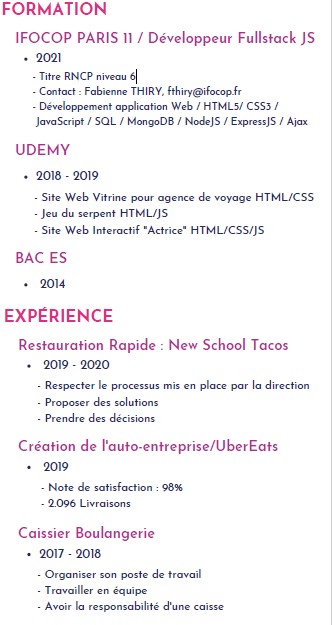 FORMATION
IFOCOP PARIS 11 / Développeur Fullstack JS
• 2021
- Titre RNCP niveau 6
- Contact : Fabienne THIRY, fthiry@ifocop.fr
- Développement application Web / HTML5/ CSS3 /
JavaScript / SQL / MongoDB / NodeJS / ExpressJS / Ajax
UDEMY
• 2018 - 2019
- Site Web Vitrine pour agence de voyage HTML/CSS
- Jeu du serpent HTML/JS
- Site Web Interactif "Actrice" HTML/CSS/JS
BAC ES
• 2014
EXPÉRIENCE
Restauration Rapide : New School Tacos
• 2019 - 2020
- Respecter le processus mis en place par la direction
- Proposer des solutions
- Prendre des décisions
Création de l'auto-entreprise/UberEats
• 2019
- Note de satisfaction : 98%
- 2.096 Livraisons
Caissier Boulangerie
• 2017 - 2018
- Organiser son poste de travail
- Travailler en équipe
- Avoir la responsabilité d'une caisse